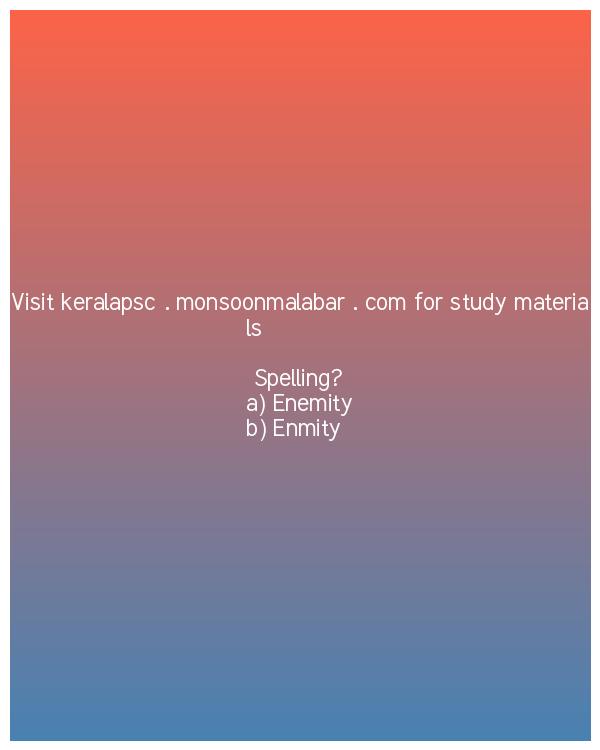 Visit keralapsc . monsoonmalabar . com for study materia
ls
Spelling?
a) Enemity
b) Enmity